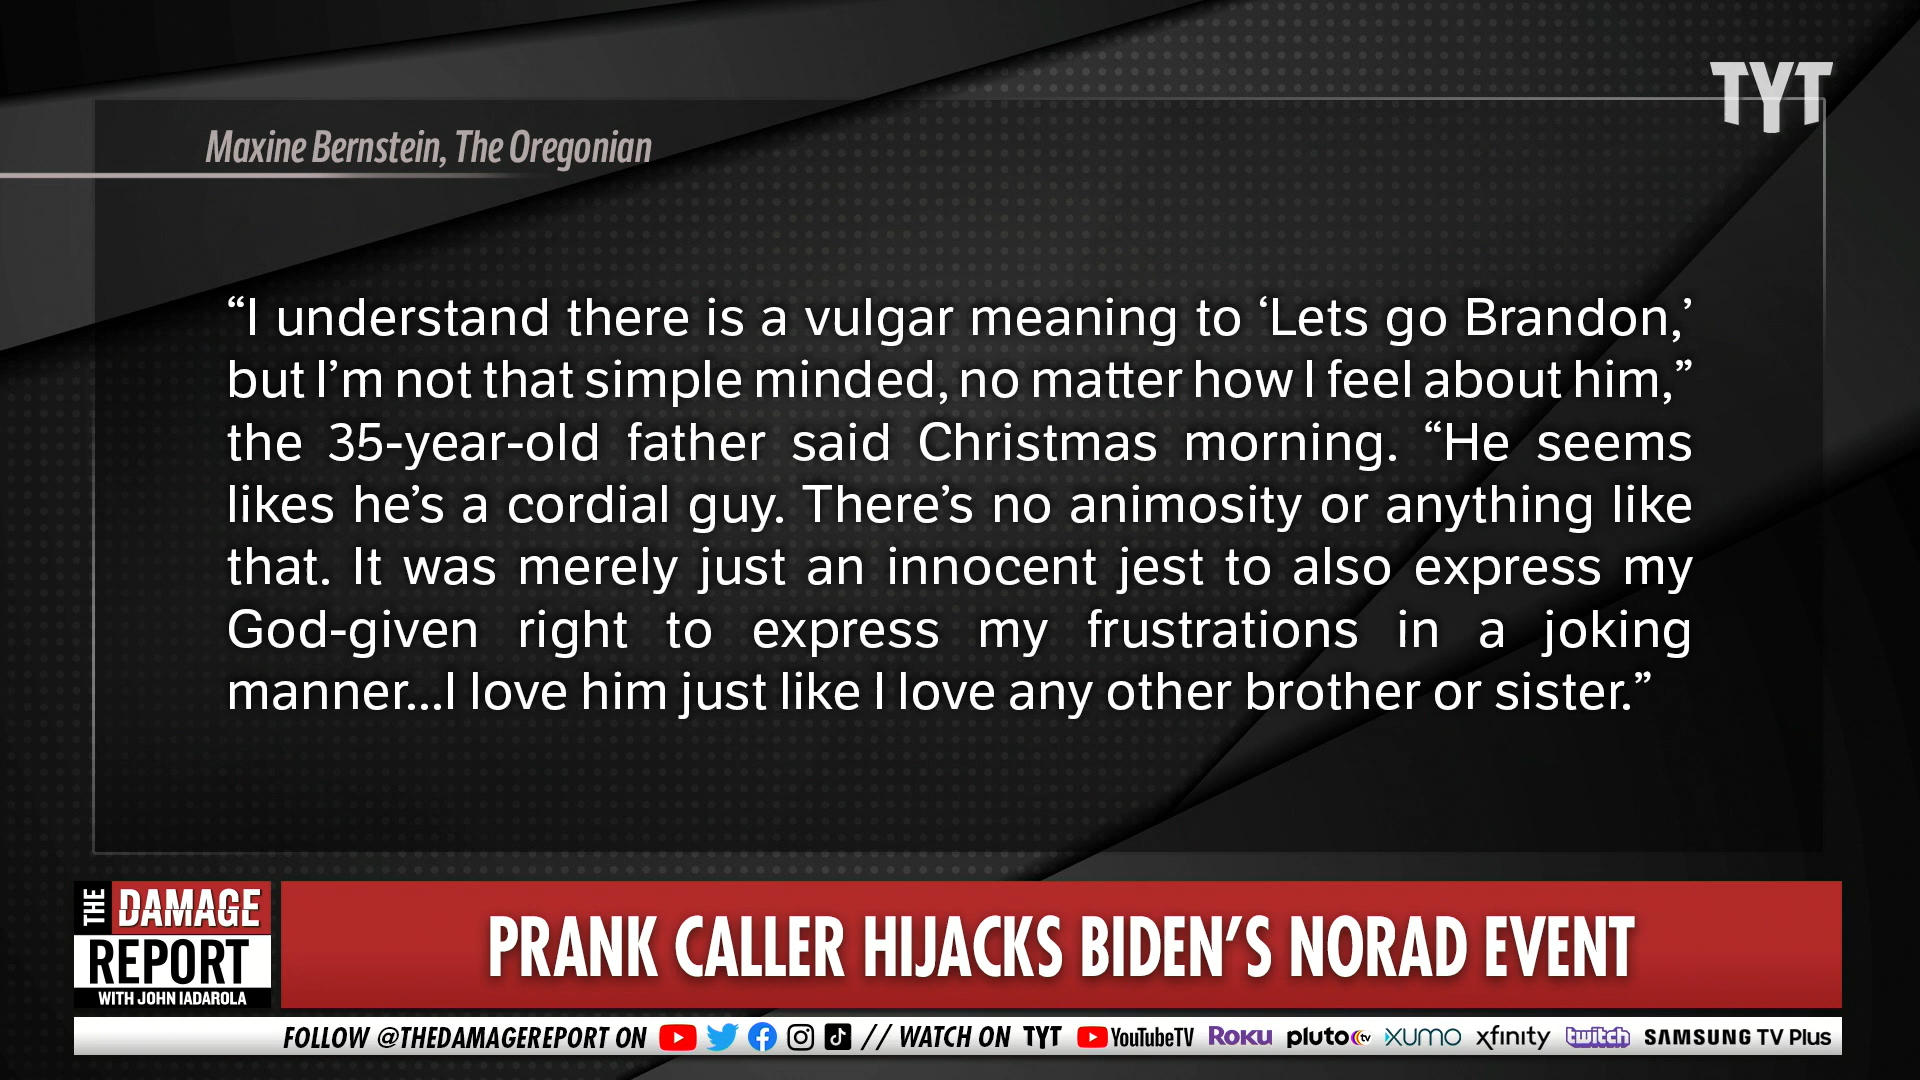 TYT
Maxine Bernstein, The Oregonian
“I understand there is a vulgar meaning to ‘Lets go Brandon,’
but I’m not that simple minded, no matter how I feel about him,”
the 35-year-old father said Christmas morning. “He seems
likes he’s a cordial guy. There’s no animosity or anything like
that. It was merely just an innocent jest to also express my
God-given right to express my frustrations in a joking
manner...I love him just like I love any other brother or sister.”
THE DAMAGE
REPORT
WITH JOHN IADAROLA
PRANK CALLER HIJACKS BIDEN’S NORAD EVENT
FOLLOW @THEDAMAGEREPORT ON // WATCH ON TYT YouTubeTV ROKU pluto tv XUMO xfinity twitch SAMSUNG TV Plus